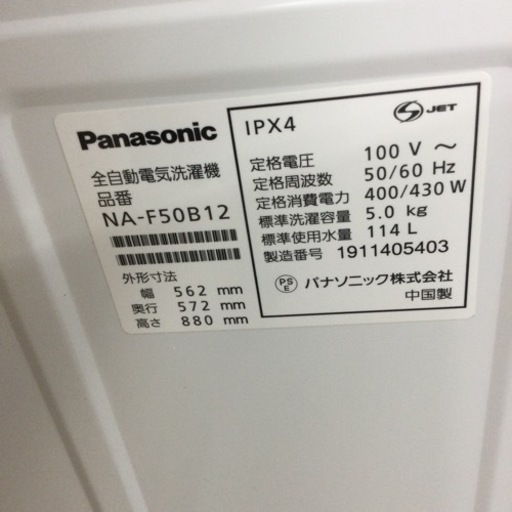 Panasonic
全自動電気洗濯機
品番
NA-F50B12
外形寸法
幅 562 mm
奥行 572 mm
高さ 880 mm
IPX4
S JET
定格電圧 100 V ～
定格周波数 50/60 Hz
定格消費電力 400/430 W
標準洗濯容量 5.0 kg
標準使用水量 114 L
製造番号 1911405403
PSE パナソニック株式会社
中国製